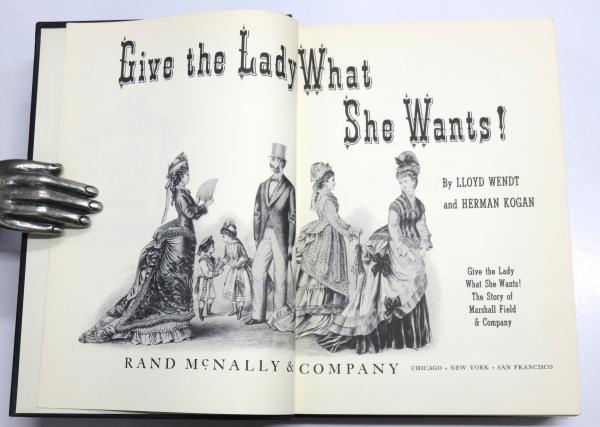 Give the Lady What
She Wants!
By LLOYD WENDT
and HERMAN KOGAN
Give the Lady
What She Wants!
The Story of
Marshall Field
& Company
RAND MCNALLY & COMPANY CHICAGO • NEW YORK • SAN FRANCISCO